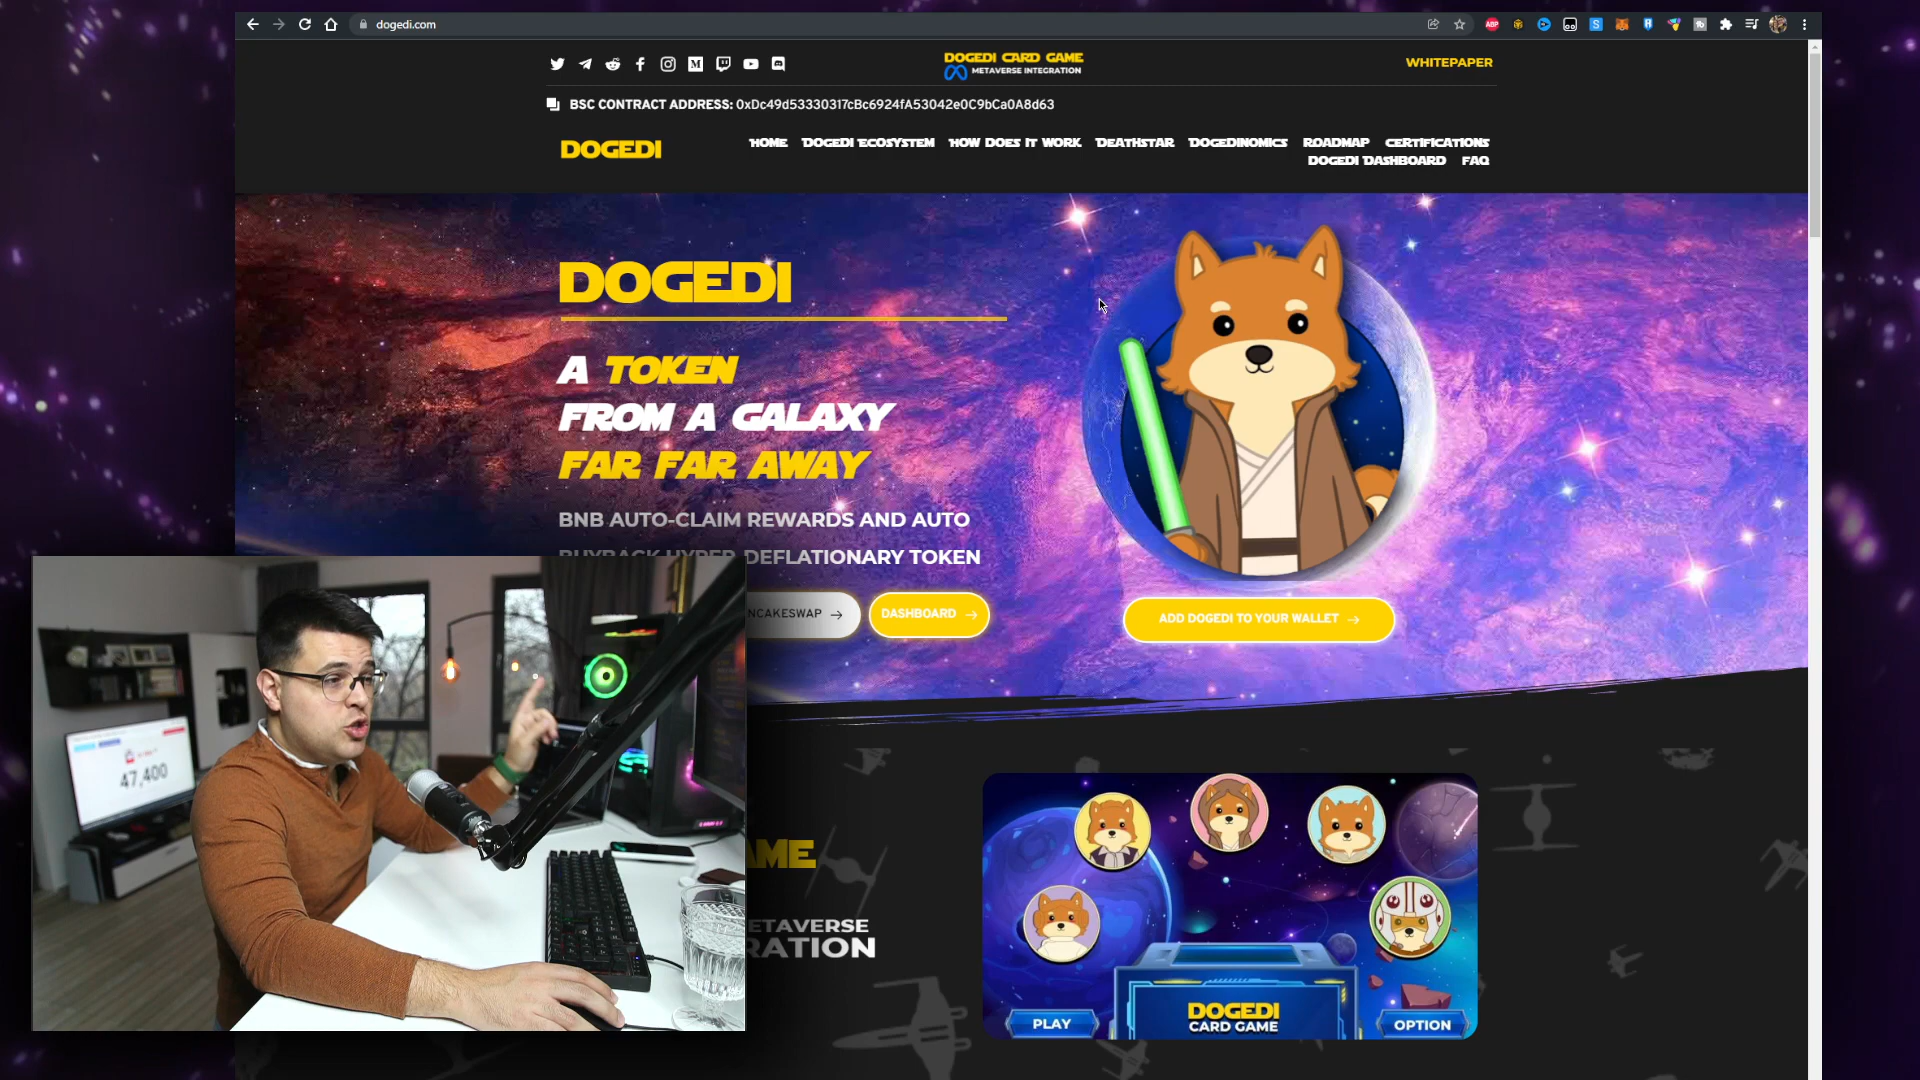 dogedi.com
DOGEDI CARD GAME
METAVERSE INTEGRATION
WHITEPAPER
BSC CONTRACT ADDRESS: 0xDc49d53330317cBc6924fA53042e0C9bCa0A8d63
DOGEDI
HOME DOGEDI ECOSYSTEM HOW DOES IT WORK DEATHSTAR DOGEDINOMICS ROADMAP CERTIFICATIONS
DOGEDI DASHBOARD FAQ
DOGEDI
A TOKEN
FROM A GALAXY
FAR FAR AWAY
BNB AUTO-CLAIM REWARDS AND AUTO
BUYBACK HYPER DEFLATIONARY TOKEN
NCAKESWAP
DASHBOARD
ADD DOGEDI TO YOUR WALLET
47,400
AME
ETAVERSE
RATION
DOGEDI
CARD GAME
PLAY
OPTION